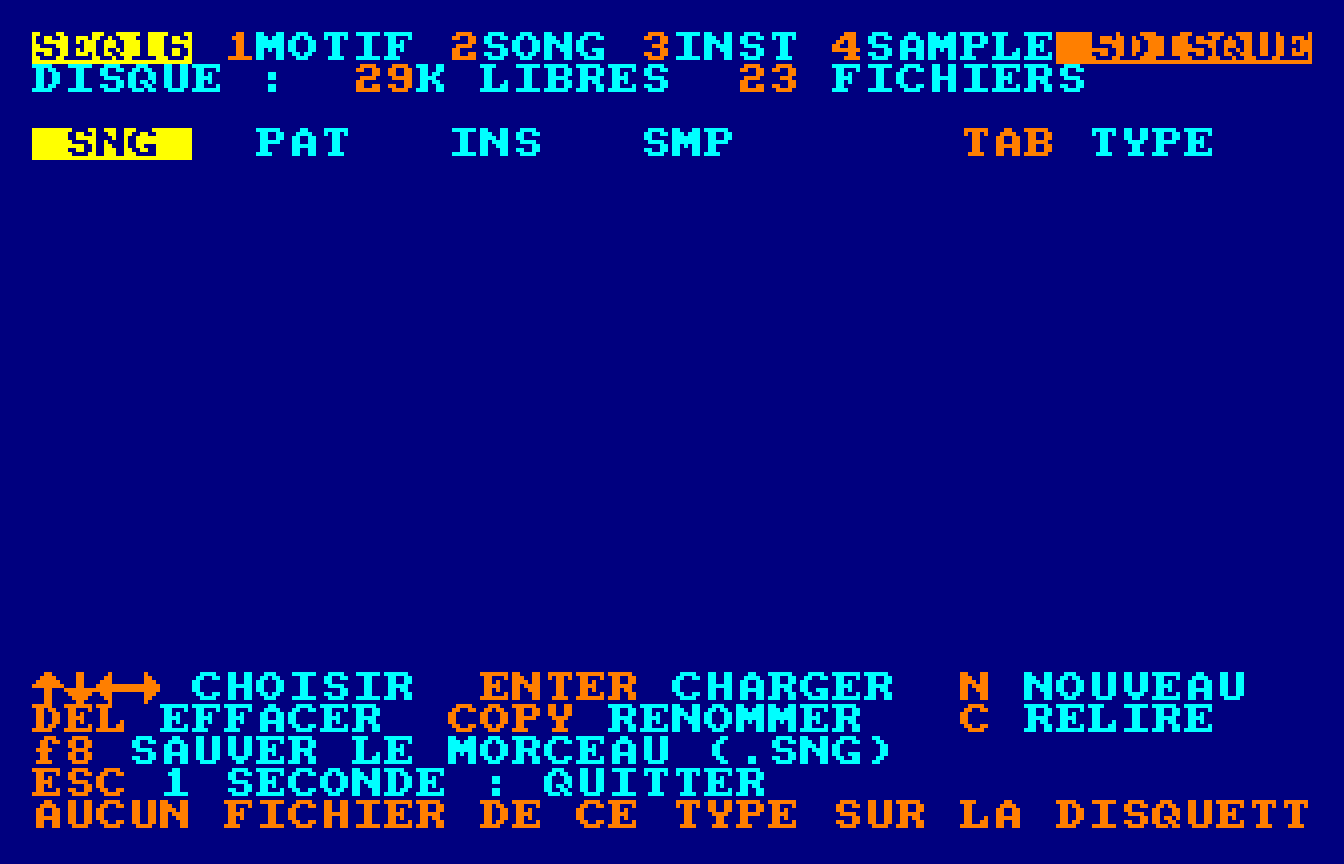 SEQ16 1MOTIF 2SONG 3INST 4SAMPLE 5DISQUE
DISQUE : 29K LIBRES 23 FICHIERS
SNG PAT INS SMP TAB TYPE
↑↓←→ CHOISIR ENTER CHARGER N NOUVEAU
DEL EFFACER COPY RENOMMER C RELIRE
f8 SAUVER LE MORCEAU (.SNG)
ESC 1 SECONDE : QUITTER
AUCUN FICHIER DE CE TYPE SUR LA DISQUETT